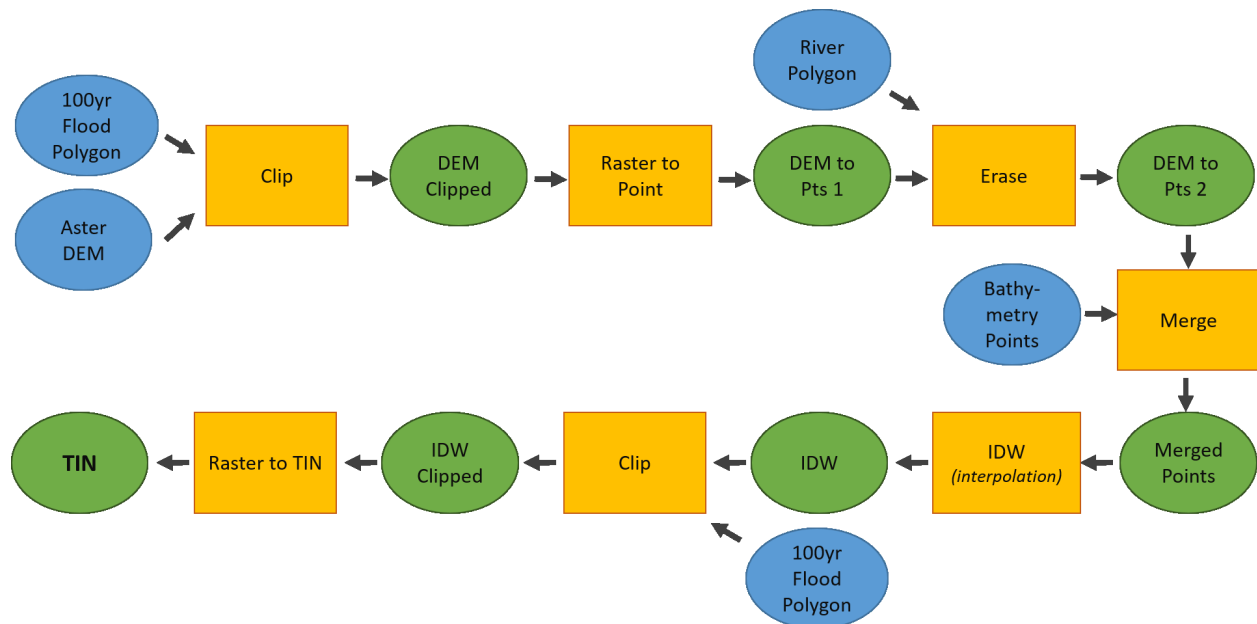 River
Polygon
100yr
Flood
Polygon
Clip
DEM
Clipped
Raster to
Point
DEM to
Pts 1
Erase
DEM to
Pts 2
Aster
DEM
Bathy-
metry
Points
Merge
TIN
Raster to TIN
IDW
Clipped
Clip
IDW
IDW
(interpolation)
Merged
Points
100yr
Flood
Polygon